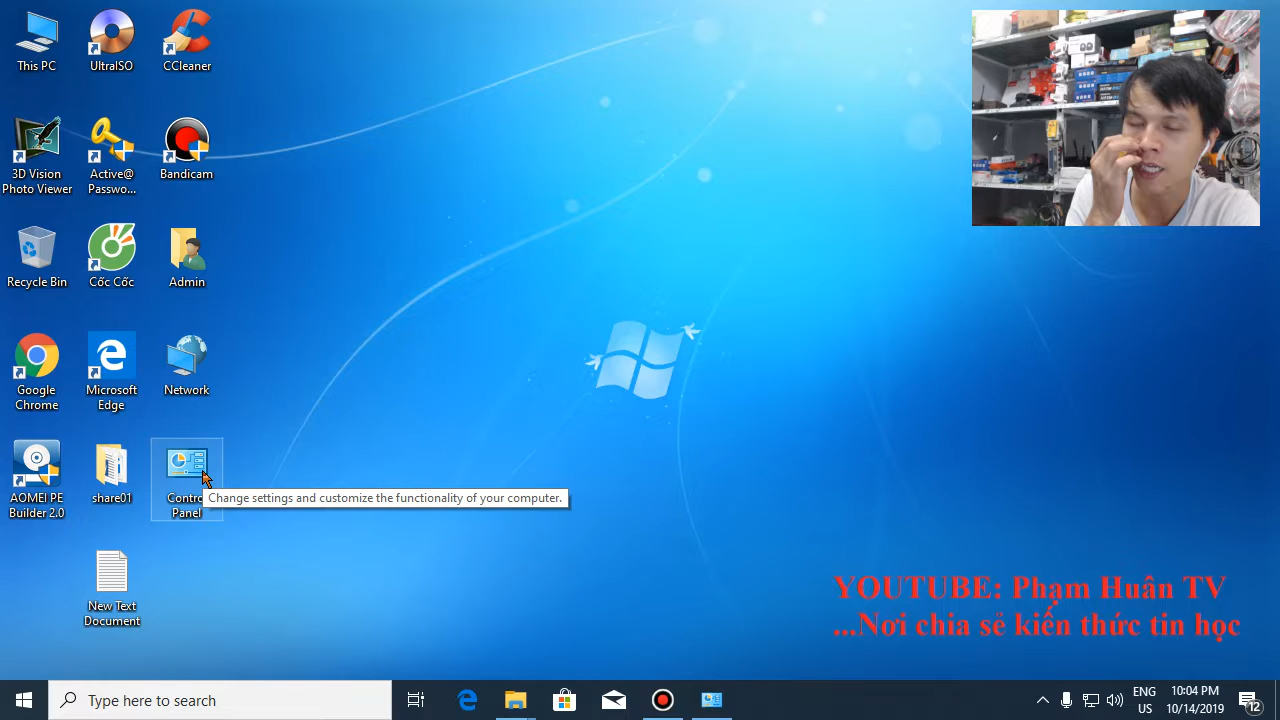 This PC
UltraISO
CCleaner
3D Vision
Photo Viewer
Active@
Passwo...
Bandicam
Recycle Bin
Cốc Cốc
Admin
Google
Chrome
Microsoft
Edge
Network
AOMEI PE
Builder 2.0
share01
Contro
Panel
Change settings and customize the functionality of your computer.
New Text
Document
YOUTUBE: Phạm Huân TV
...Nơi chia sẻ kiến thức tin học
Type here to search
ENG
US
10:04 PM
10/14/2019
12